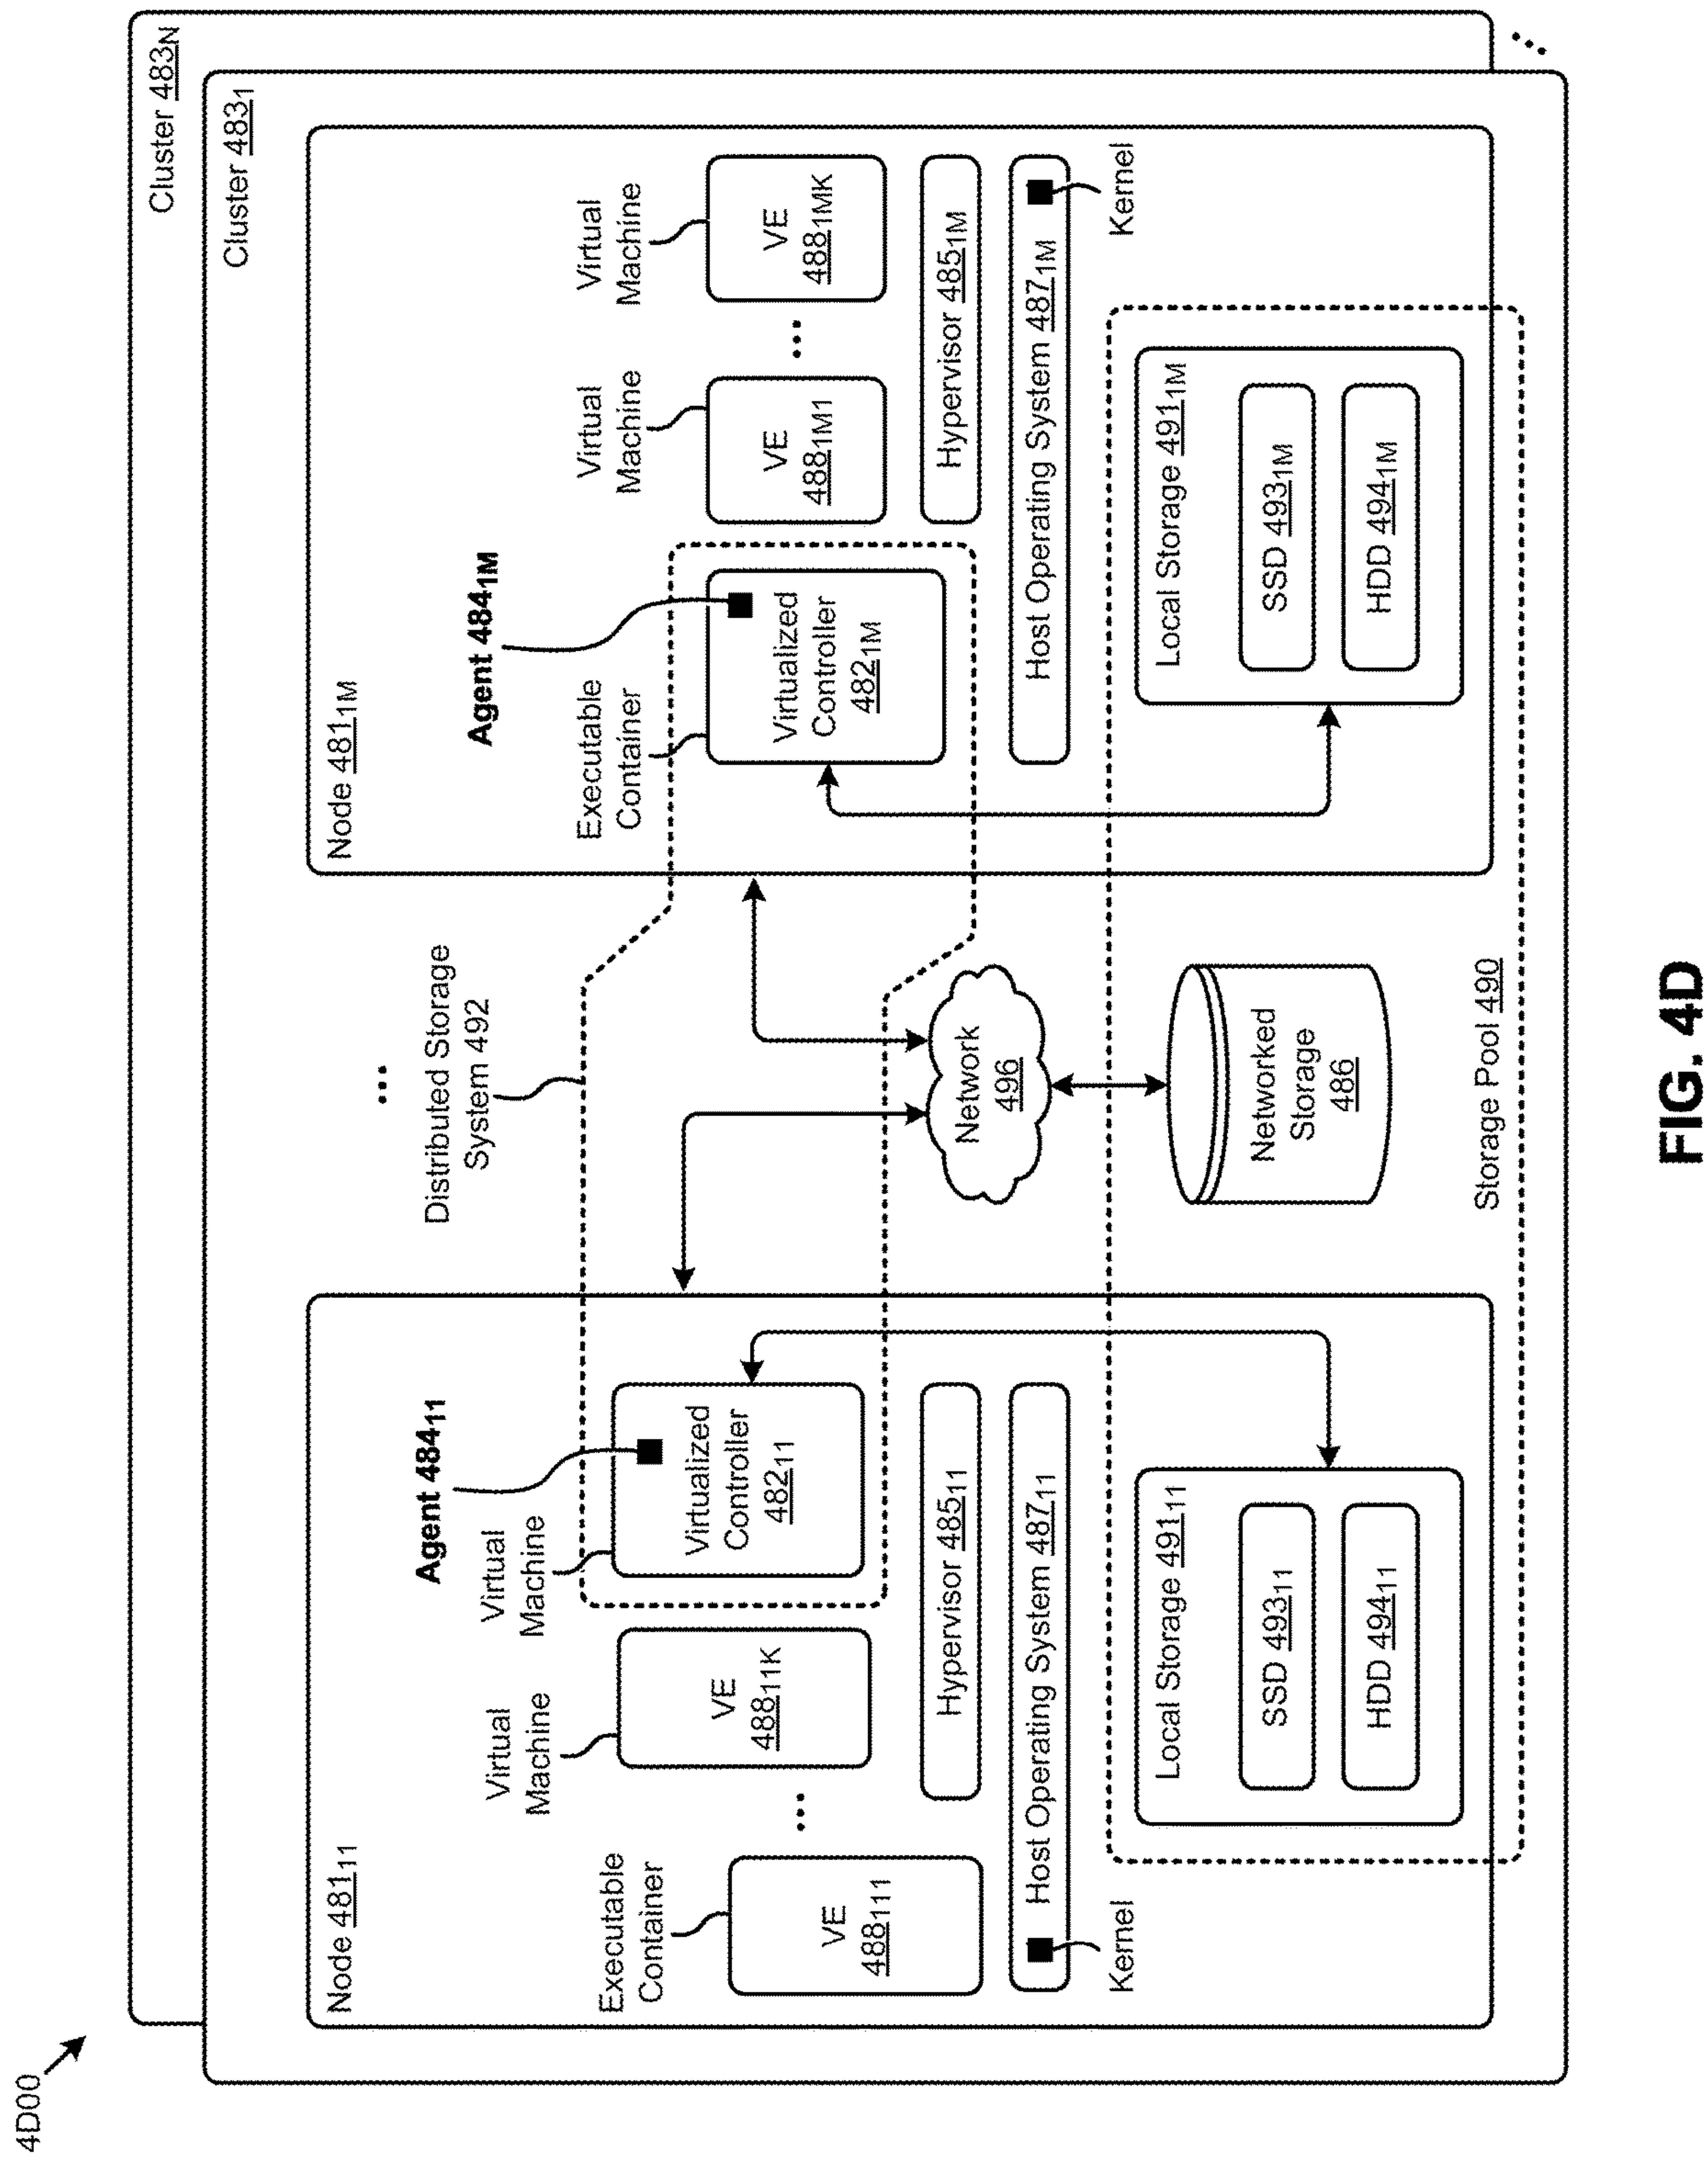 4D00
Cluster 483N
Cluster 4831
Node 48111
Agent 48411
Virtual
Machine
Virtualized
Controller
48211
Virtual
Machine
VE
48811K
...
Executable
Container
VE
488111
Hypervisor 48511
Host Operating System 48711
Kernel
Local Storage 49111
SSD 49311
HDD 49411
...
Distributed Storage
System 492
Network
496
Networked
Storage
486
Storage Pool 490
Node 4811M
Agent 4841M
Executable
Container
Virtualized
Controller
4821M
Virtual
Machine
VE
4881M1
...
Virtual
Machine
VE
4881MK
Hypervisor 4851M
Host Operating System 4871M
Kernel
Local Storage 4911M
SSD 4931M
HDD 4941M
...
FIG. 4D